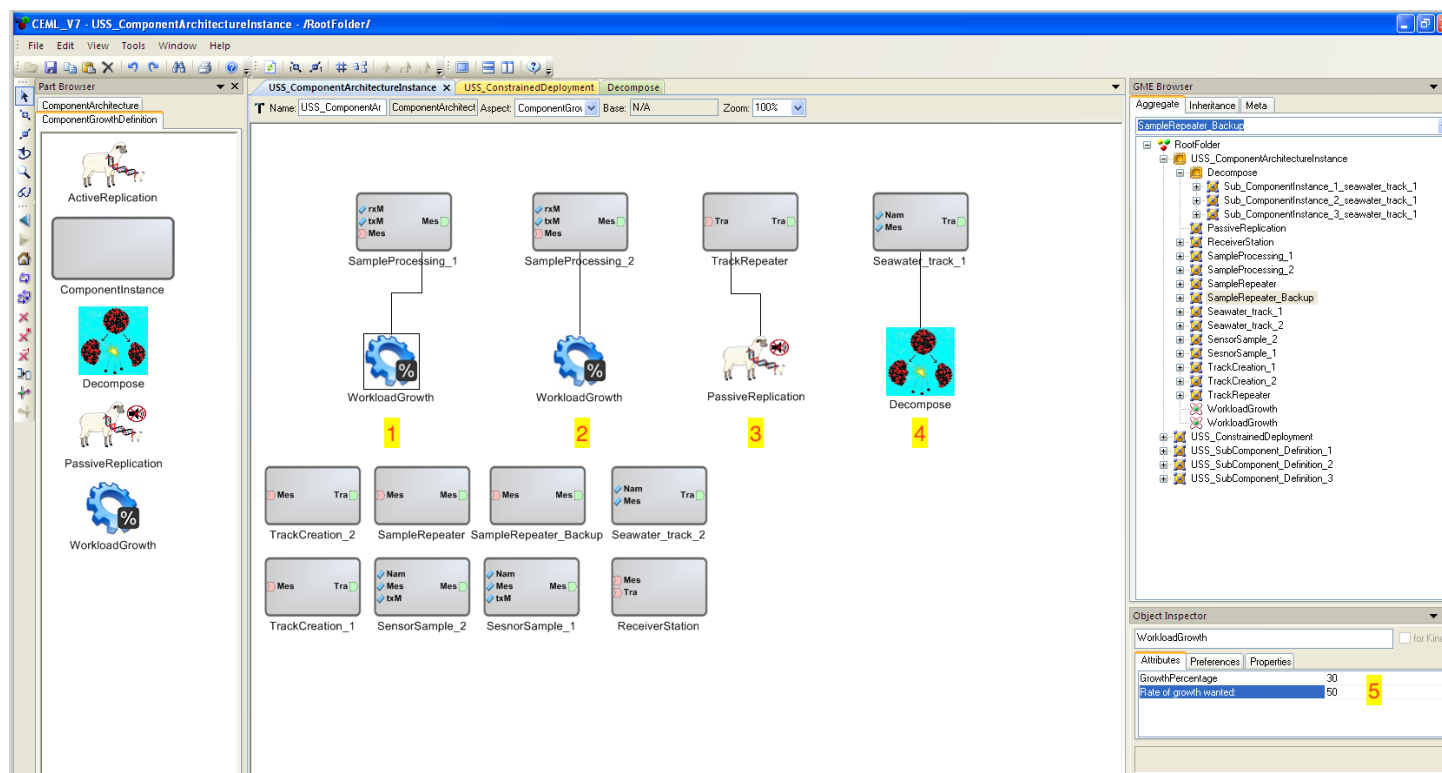 CEML_V7 - USS_ComponentArchitectureInstance - /RootFolder/
File Edit View Tools Window Help
Part Browser
ComponentArchitecture
ComponentGrowthDefinition
ActiveReplication
ComponentInstance
Decompose
PassiveReplication
%
WorkloadGrowth
USS_ComponentArchitectureInstance USS_ConstrainedDeployment Decompose
Name: USS_ComponentAr ComponentArchitect Aspect: ComponentGrov Base: N/A Zoom: 100%
rxM
txM Mes
Mes
SampleProcessing_1
rxM
txM Mes
Mes
SampleProcessing_2
Tra Tra
TrackRepeater
Nam
Mes Tra
Seawater_track_1
%
WorkloadGrowth
1
%
WorkloadGrowth
2
PassiveReplication
3
Decompose
4
Mes Tra
TrackCreation_2
Mes Mes
SampleRepeater
Mes Mes
SampleRepeater_Backup
Nam
Mes Tra
Seawater_track_2
Mes Tra
TrackCreation_1
Nam
Mes Mes
txM
SensorSample_2
Nam
Mes Mes
txM
SesnorSample_1
Mes
Tra
ReceiverStation
GME Browser
Aggregate Inheritance Meta
SampleRepeater_Backup
RootFolder
USS_ComponentArchitectureInstance
Decompose
Sub_ComponentInstance_1_seawater_track_1
Sub_ComponentInstance_2_seawater_track_1
Sub_ComponentInstance_3_seawater_track_1
PassiveReplication
ReceiverStation
SampleProcessing_1
SampleProcessing_2
SampleRepeater
SampleRepeater_Backup
Seawater_track_1
Seawater_track_2
SensorSample_2
SesnorSample_1
TrackCreation_1
TrackCreation_2
TrackRepeater
WorkloadGrowth
WorkloadGrowth
USS_ConstrainedDeployment
USS_SubComponent_Definition_1
USS_SubComponent_Definition_2
USS_SubComponent_Definition_3
Object Inspector
WorkloadGrowth for Kind
Attributes Preferences Properties
GrowthPercentage 30
Rate of growth wanted: 50
5